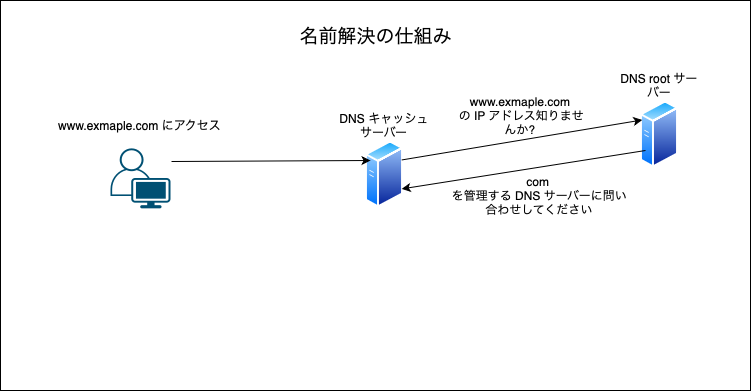 名前解決の仕組み
DNS root サー
バー
www.exmaple.com
の IP アドレス知りませ
んか?
DNS キャッシュ
サーバー
www.exmaple.com にアクセス
com
を管理する DNS サーバーに問い
合わせしてください